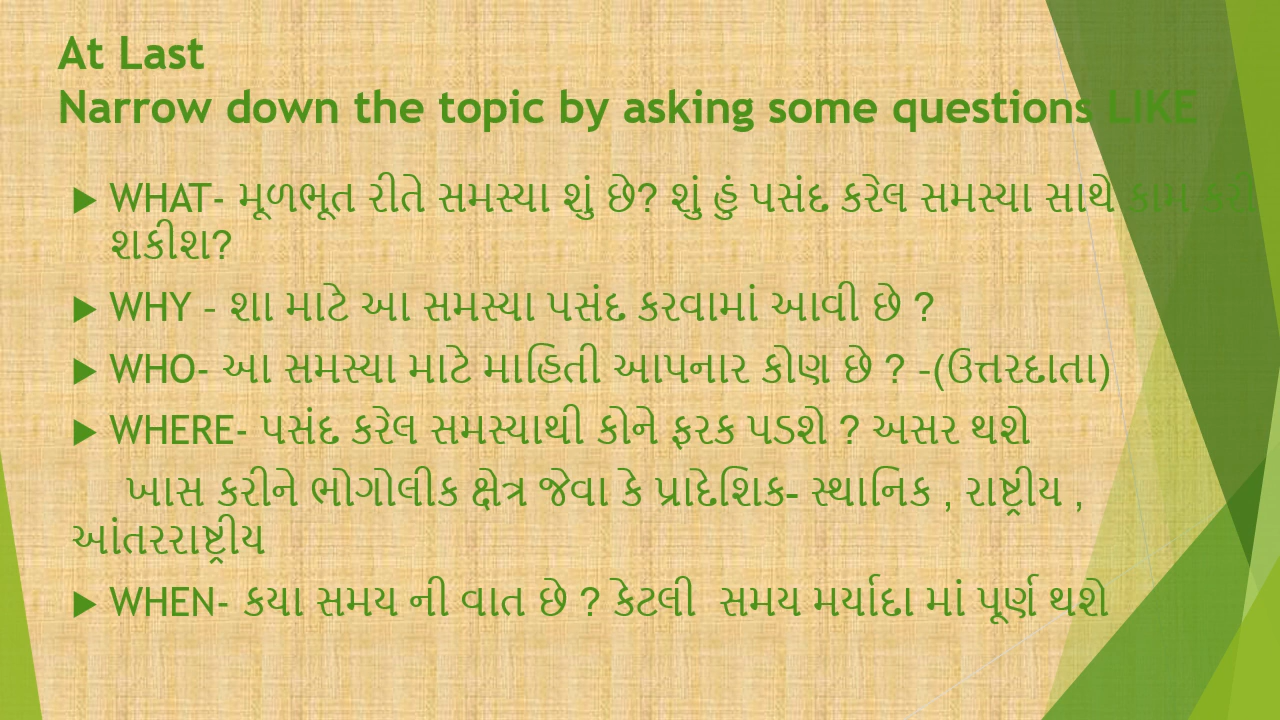 At Last
Narrow down the topic by asking some questions LIKE
WHAT- મૂળભૂત રીતે સમસ્યા શું છે? શું હું પસંદ કરેલ સમસ્યા સાથે કામ કરી
શકીશ?
WHY – શા માટે આ સમસ્યા પસંદ કરવામાં આવી છે ?
WHO- આ સમસ્યા માટે માહિતી આપનાર કોણ છે ? –(ઉત્તરદાતા)
WHERE- પસંદ કરેલ સમસ્યાથી કોને ફરક પડશે ? અસર થશે
ખાસ કરીને ભોગોલીક ક્ષેત્ર જેવા કે પ્રાદેશિક- સ્થાનિક , રાષ્ટ્રીય ,
આંતરરાષ્ટ્રીય
WHEN- કયા સમય ની વાત છે ? કેટલી સમય મર્યાદા માં પૂર્ણ થશે